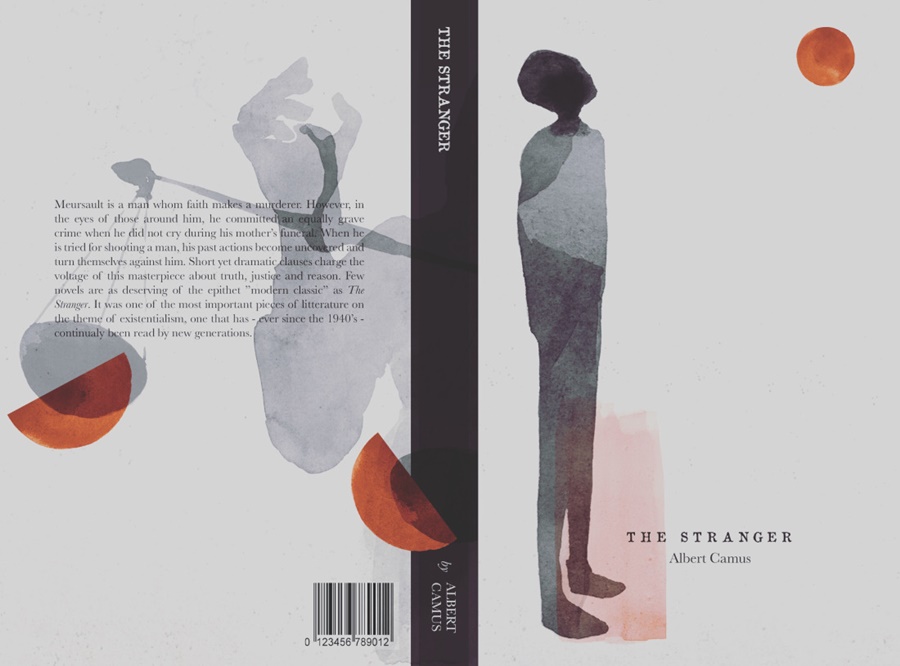 Meursault is a man whom faith makes a murderer. However, in
the eyes of those around him, he committed an equally grave
crime when he did not cry during his mother's funeral. When he
is tried for shooting a man, his past actions become uncovered and
turn themselves against him. Short yet dramatic clauses charge the
voltage of this masterpiece about truth, justice and reason. Few
novels are as deserving of the epithet "modern classic" as The
Stranger. It was one of the most important pieces of litterature on
the theme of existentialism, one that has - ever since the 1940's -
continualy been read by new generations.
0 123456 789012
THE STRANGER
by ALBERT
CAMUS
THE STRANGER
Albert Camus